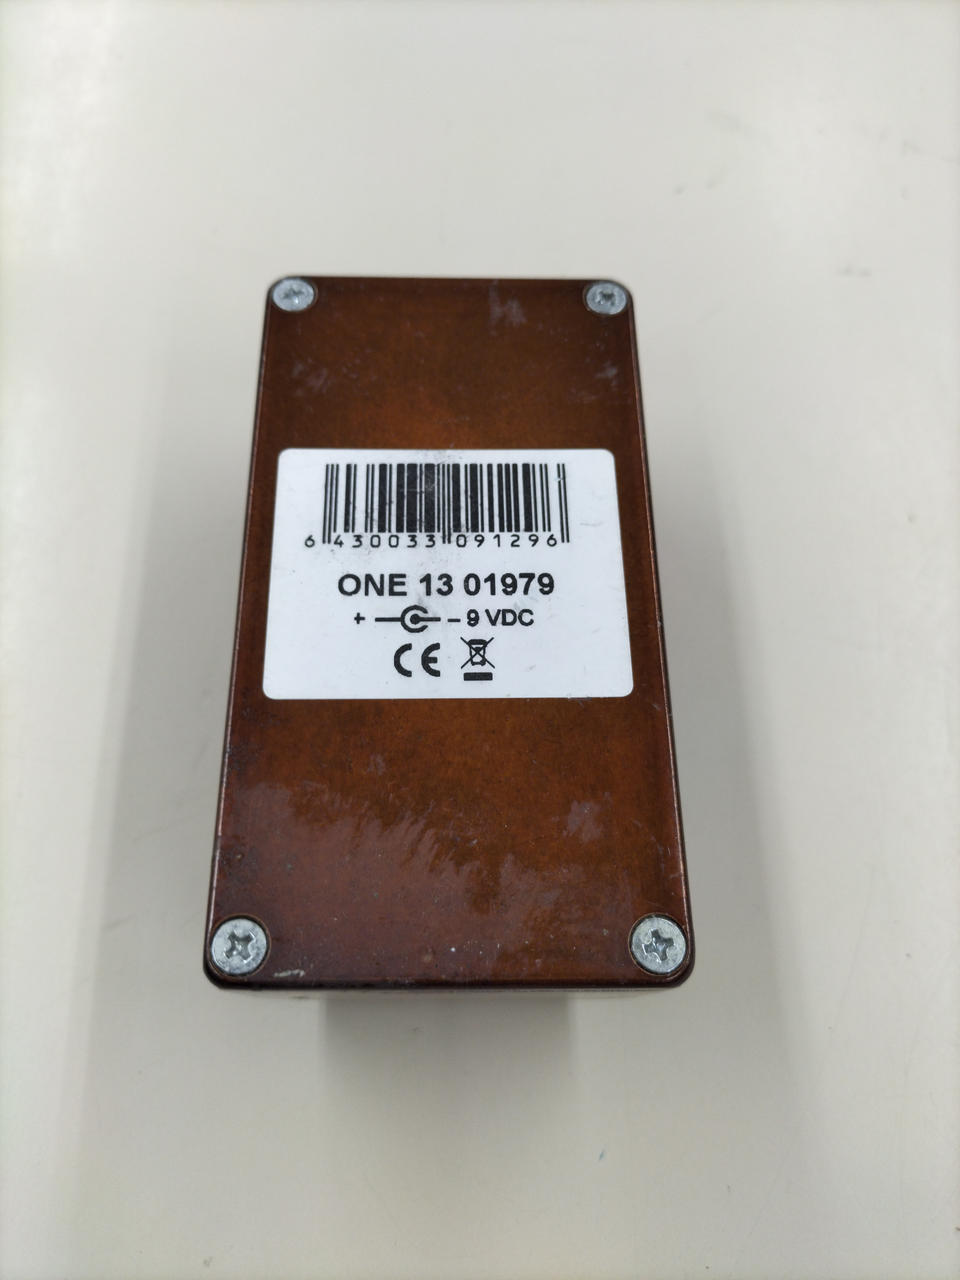 6 430033 091296
ONE 13 01979
+ – 9 VDC
CE